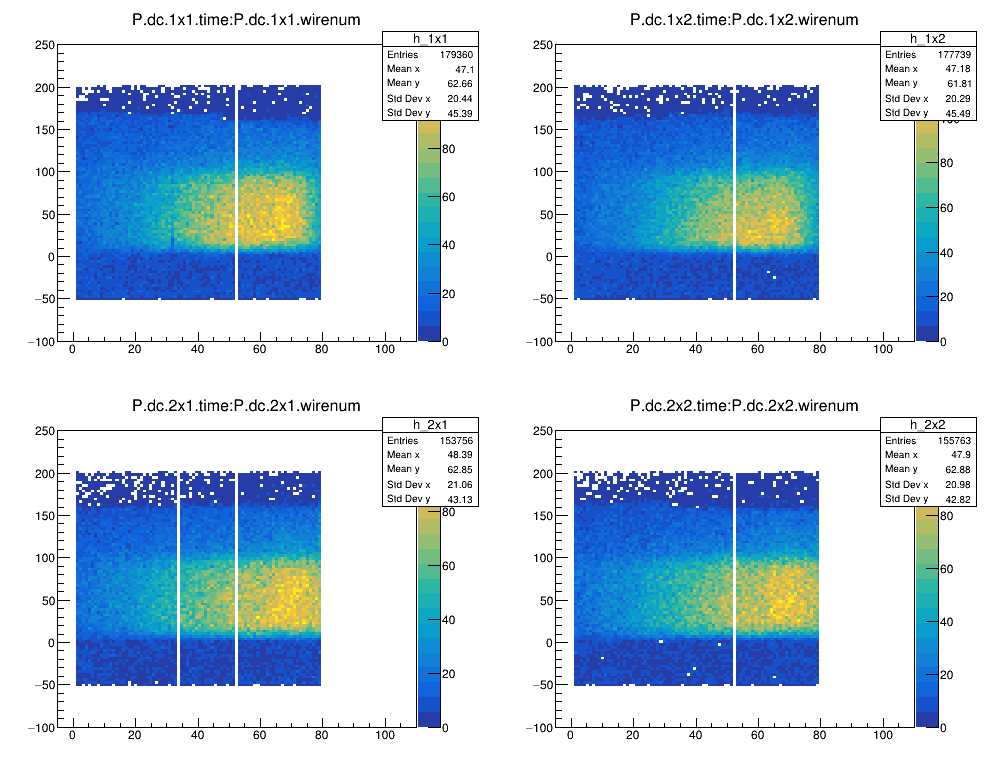 P.dc.1x1.time:P.dc.1x1.wirenum
h_1x1
Entries 179360
Mean x 47.1
Mean y 62.66
Std Dev x 20.44
Std Dev y 45.39
250
200
150
100
50
0
−50
−100
0 20 40 60 80 100
80
60
40
20
0
P.dc.1x2.time:P.dc.1x2.wirenum
h_1x2
Entries 177739
Mean x 47.18
Mean y 61.81
Std Dev x 20.29
Std Dev y 45.49
250
200
150
100
50
0
−50
−100
0 20 40 60 80 100
80
60
40
20
0
P.dc.2x1.time:P.dc.2x1.wirenum
h_2x1
Entries 153756
Mean x 48.39
Mean y 62.85
Std Dev x 21.06
Std Dev y 43.13
250
200
150
100
50
0
−50
−100
0 20 40 60 80 100
80
60
40
20
0
P.dc.2x2.time:P.dc.2x2.wirenum
h_2x2
Entries 155763
Mean x 47.9
Mean y 62.88
Std Dev x 20.98
Std Dev y 42.82
250
200
150
100
50
0
−50
−100
0 20 40 60 80 100
80
60
40
20
0